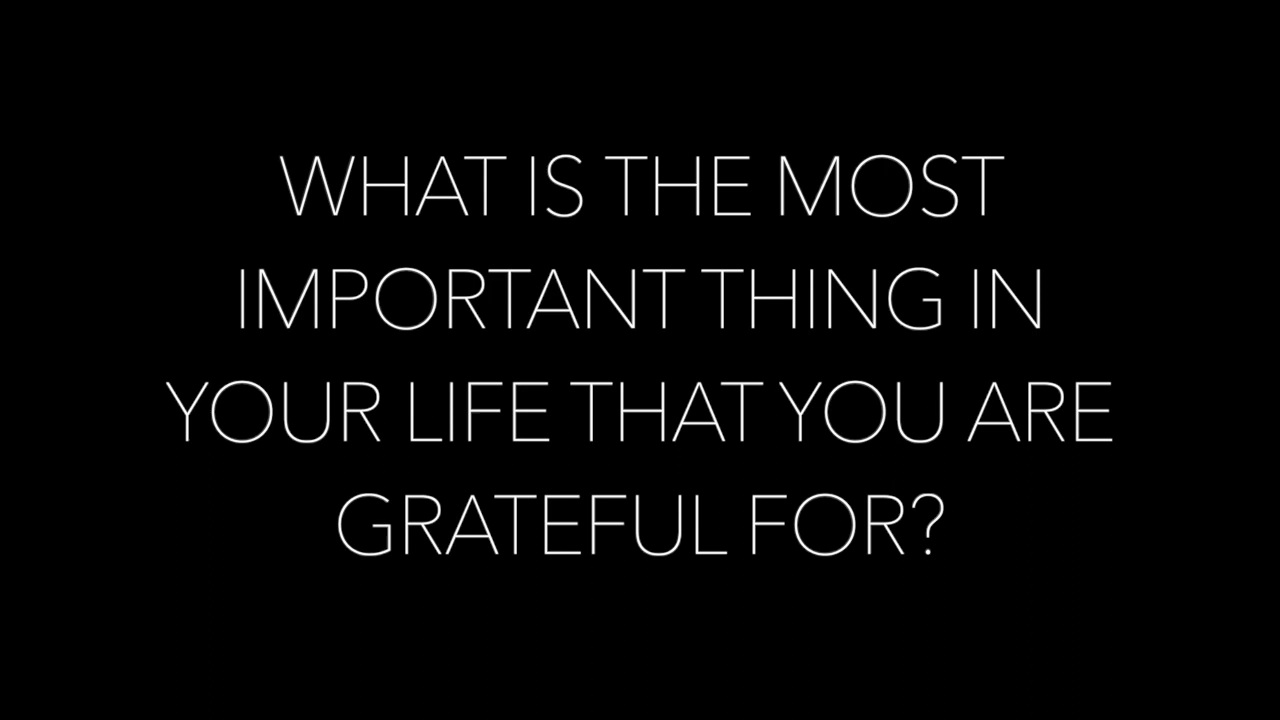 WHAT IS THE MOST
IMPORTANT THING IN
YOUR LIFE THAT YOU ARE
GRATEFUL FOR?